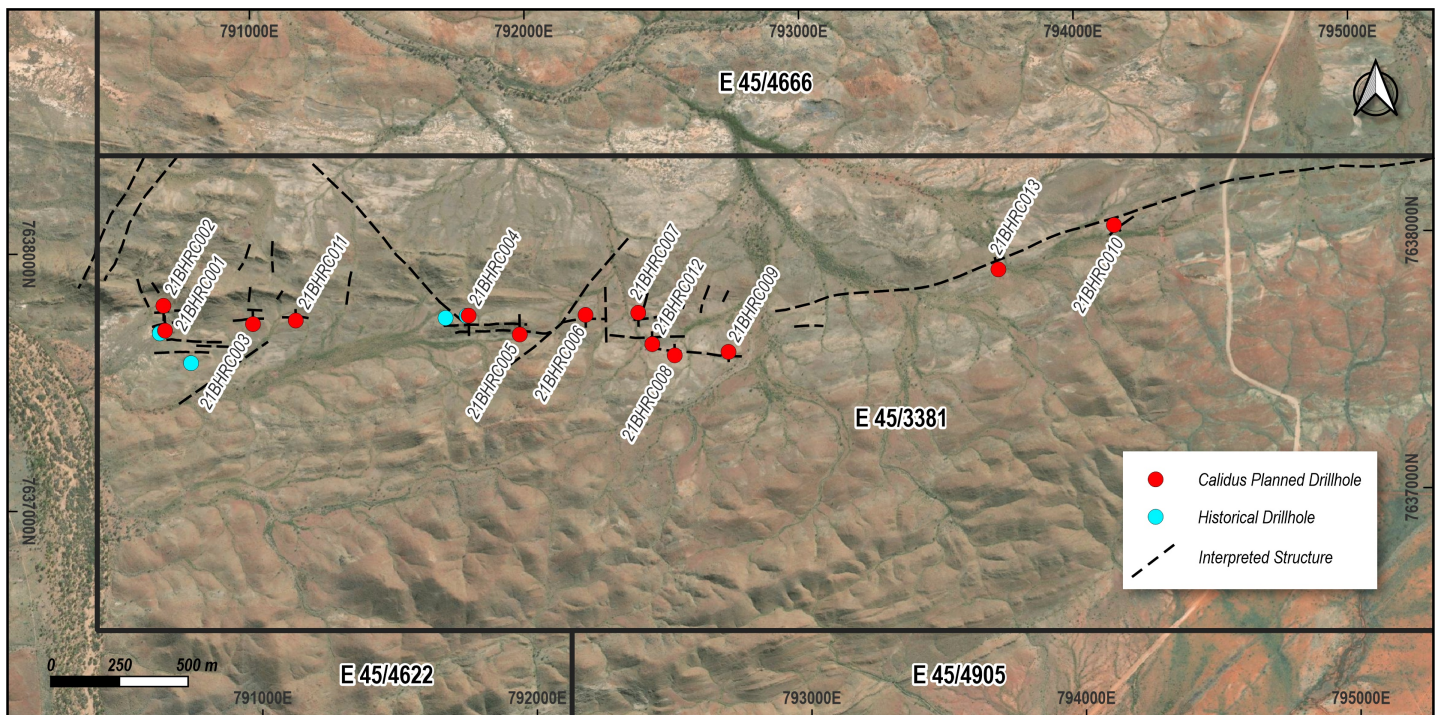 791000E
792000E
793000E
794000E
795000E
E 45/4666
7638000N
7638000N
21BHRC002
21BHRC001
21BHRC003
21BHRC011
21BHRC004
21BHRC005
21BHRC006
21BHRC007
21BHRC012
21BHRC008
21BHRC009
21BHRC013
21BHRC010
E 45/3381
7637000N
7637000N
Calidus Planned Drillhole
Historical Drillhole
Interpreted Structure
0 250 500 m
E 45/4622
E 45/4905
791000E
792000E
793000E
794000E
795000E